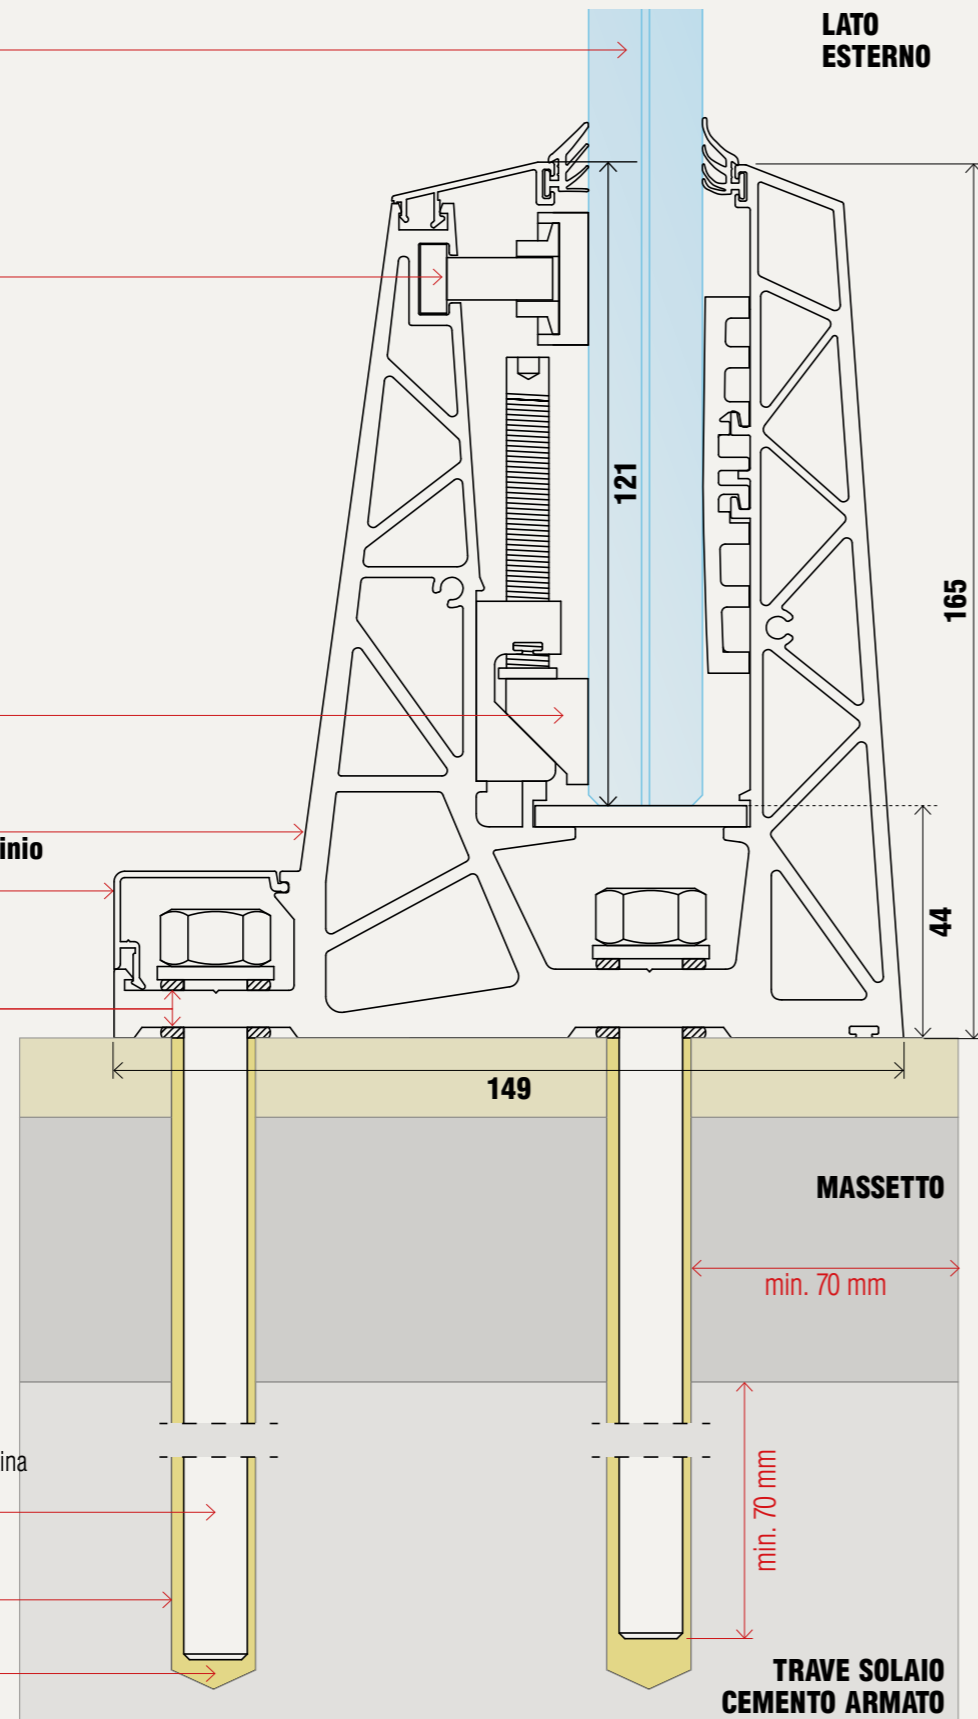 LATO
ESTERNO
121
165
inio
44
149
MASSETTO
min. 70 mm
ina
min. 70 mm
TRAVE SOLAIO
CEMENTO ARMATO